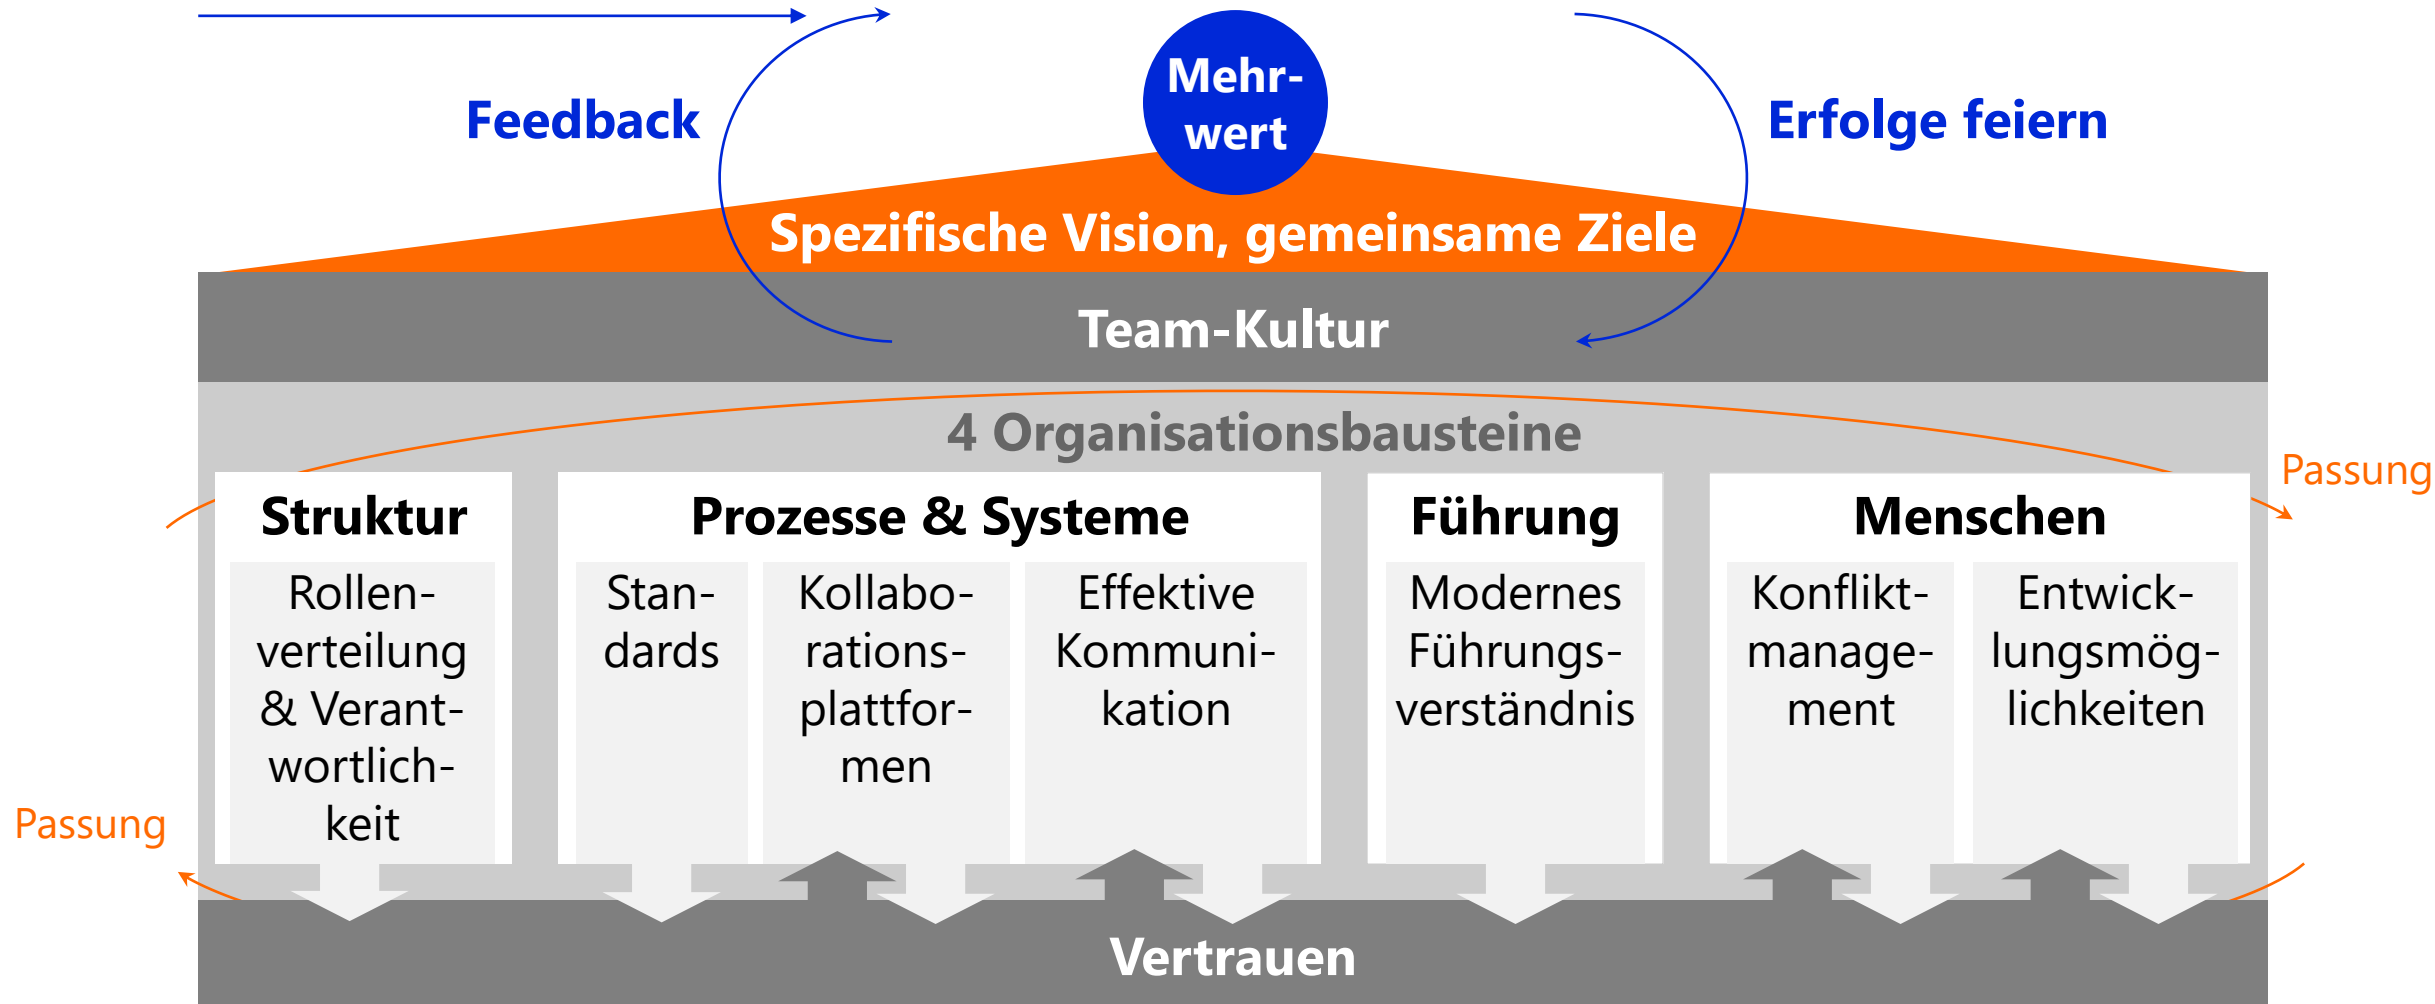 Mehr-
wert
Feedback
Erfolge feiern
Spezifische Vision, gemeinsame Ziele
Team-Kultur
4 Organisationsbausteine
Passung
Struktur
Rollen-
verteilung
& Verant-
wortlich-
keit
Prozesse & Systeme
Stan-
dards
Kollabo-
rations-
plattfor-
men
Effektive
Kommuni-
kation
Führung
Modernes
Führungs-
verständnis
Menschen
Konflikt-
manage-
ment
Entwick-
lungsmög-
lichkeiten
Passung
Vertrauen